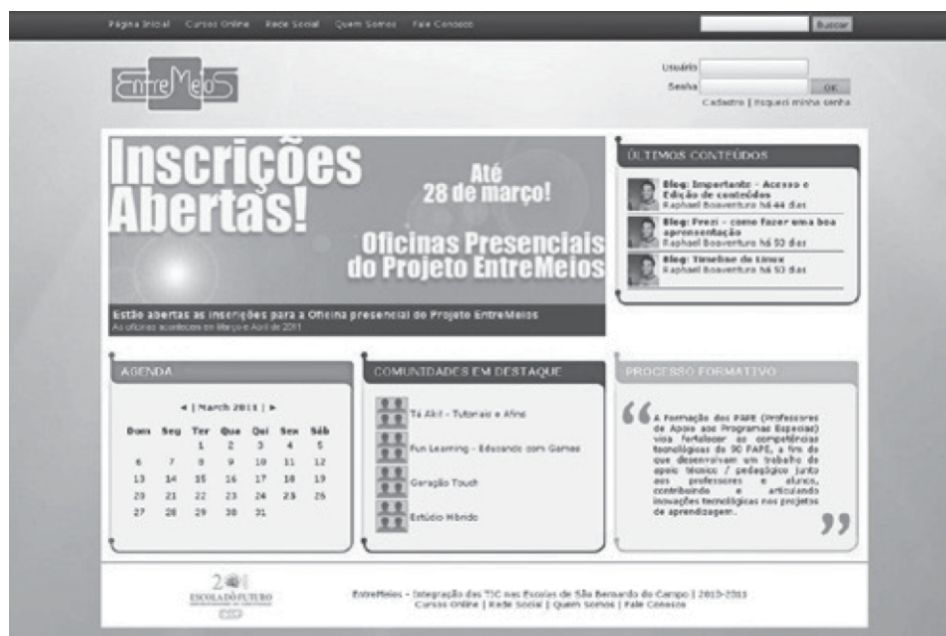 Página Inicial Cursos Online Rede Social Quem Somos Fale Conosco
Buscar
EntreMeios
Usuário
Senha
OK
Cadastro | Esqueci minha senha
Inscrições
Abertas!
Até
28 de março!
Oficinas Presenciais
do Projeto EntreMeios
Estão abertas as inscrições para a Oficina presencial do Projeto EntreMeios
As oficinas acontecem em Março e Abril de 2011
ÚLTIMOS CONTEÚDOS
Blog: Importante - Acesso e
Edição de conteúdos
Raphael Boaventura há 44 dias
Blog: Prezi - como fazer uma boa
apresentação
Raphael Boaventura há 50 dias
Blog: Timeline do Linux
Raphael Boaventura há 50 dias
AGENDA
◄ | March 2011 | ►
Dom Seg Ter Qua Qui Sex Sáb
1 2 3 4 5
6 7 8 9 10 11 12
13 14 15 16 17 18 19
20 21 22 23 24 25 26
27 28 29 30 31
COMUNIDADES EM DESTAQUE
Tá Aki! - Tutoriais e Afins
Fun Learning - Educando com Games
Geração Touch
Estúdio Híbrido
PROCESSO FORMATIVO
“ A Formação dos PAPE (Professores
de Apoio aos Programas Especias)
visa fortalecer as competências
tecnológicas de 90 PAPE, a fim de
que desenvolvam um trabalho de
apoio técnico / pedagógico junto
aos professores e alunos,
contribuindo e articulando
inovações tecnológicas nos projetos
de aprendizagem. ”
ESCOLA DO FUTURO
EntreMeios - Integração das TIC nas Escolas de São Bernardo do Campo | 2010-2011
Cursos Online | Rede Social | Quem Somos | Fale Conosco